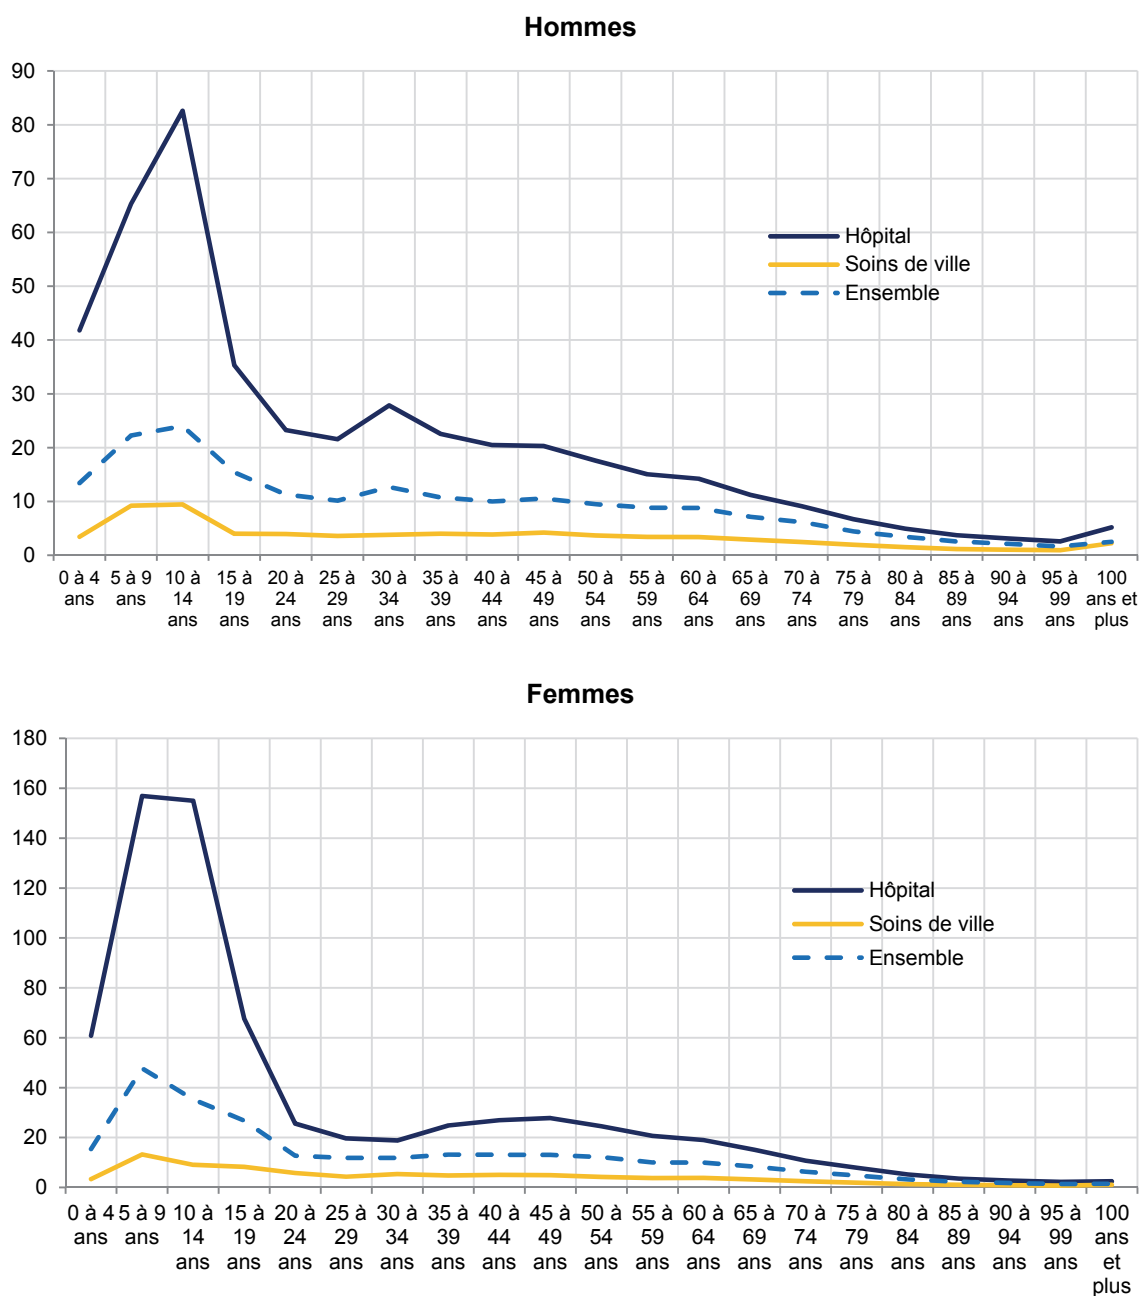 Hommes
90
80
70
60
50
40
30
20
10
0
Hôpital
Soins de ville
Ensemble
0 à 4 5 à 9 10 à 15 à 20 à 25 à 30 à 35 à 40 à 45 à 50 à 55 à 60 à 65 à 70 à 75 à 80 à 85 à 90 à 95 à 100
ans ans 14 19 24 29 34 39 44 49 54 59 64 69 74 79 84 89 94 99 ans et
ans ans ans ans ans ans ans ans ans ans ans ans ans ans ans ans ans ans plus
Femmes
180
160
140
120
100
80
60
40
20
0
Hôpital
Soins de ville
Ensemble
0 à 4 5 à 9 10 à 15 à 20 à 25 à 30 à 35 à 40 à 45 à 50 à 55 à 60 à 65 à 70 à 75 à 80 à 85 à 90 à 95 à 100
ans ans 14 19 24 29 34 39 44 49 54 59 64 69 74 79 84 89 94 99 ans
ans ans ans ans ans ans ans ans ans ans ans ans ans ans ans ans ans ans et
plus